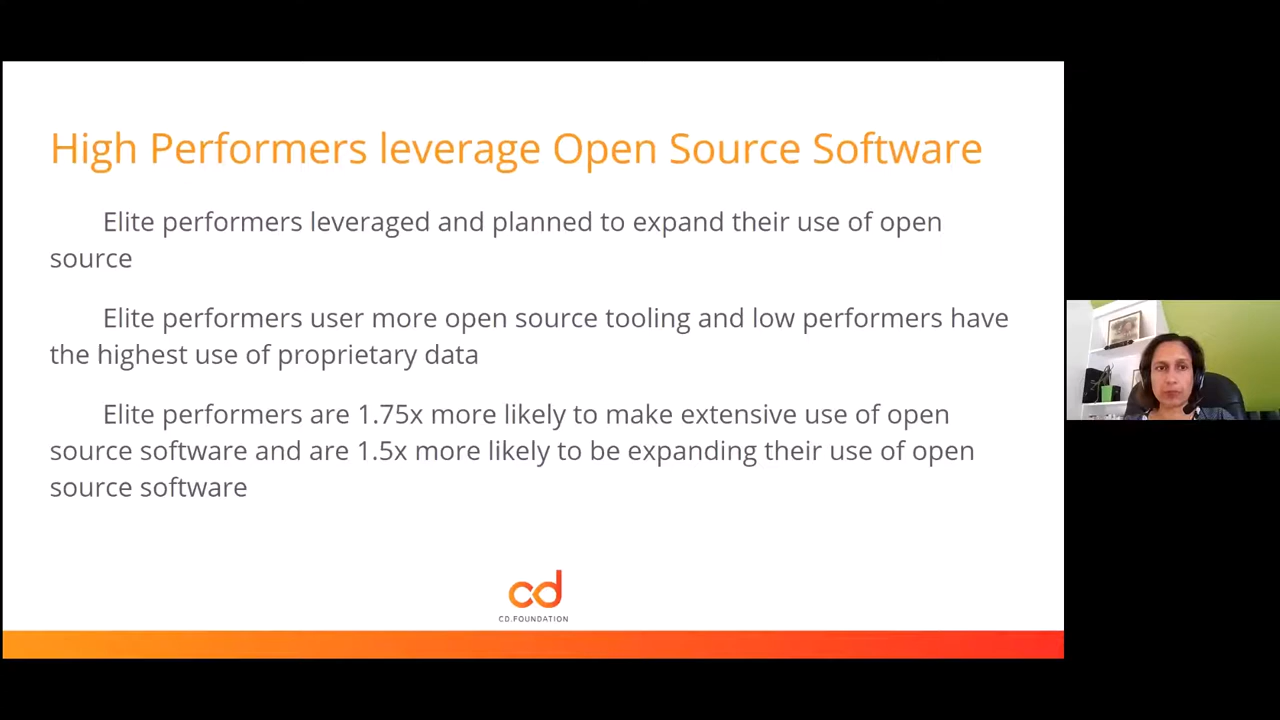 High Performers leverage Open Source Software
Elite performers leveraged and planned to expand their use of open
source
Elite performers user more open source tooling and low performers have
the highest use of proprietary data
Elite performers are 1.75x more likely to make extensive use of open
source software and are 1.5x more likely to be expanding their use of open
source software
cd
CD.FOUNDATION